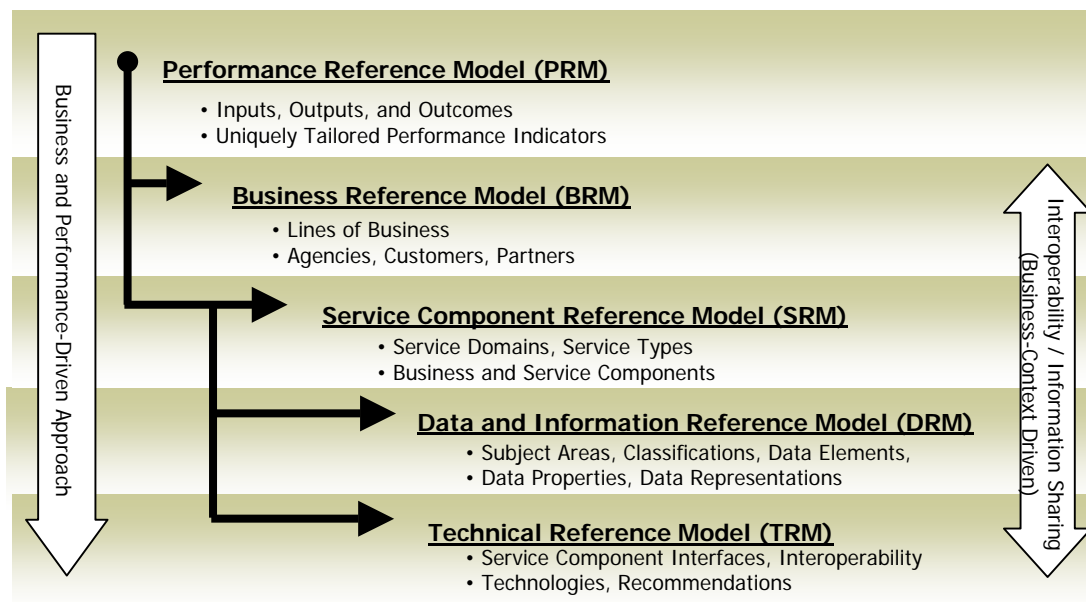 Business and Performance-Driven Approach
Performance Reference Model (PRM)
• Inputs, Outputs, and Outcomes
• Uniquely Tailored Performance Indicators
Business Reference Model (BRM)
• Lines of Business
• Agencies, Customers, Partners
Service Component Reference Model (SRM)
• Service Domains, Service Types
• Business and Service Components
Data and Information Reference Model (DRM)
• Subject Areas, Classifications, Data Elements,
• Data Properties, Data Representations
Technical Reference Model (TRM)
• Service Component Interfaces, Interoperability
• Technologies, Recommendations
Interoperability / Information Sharing
(Business-Context Driven)